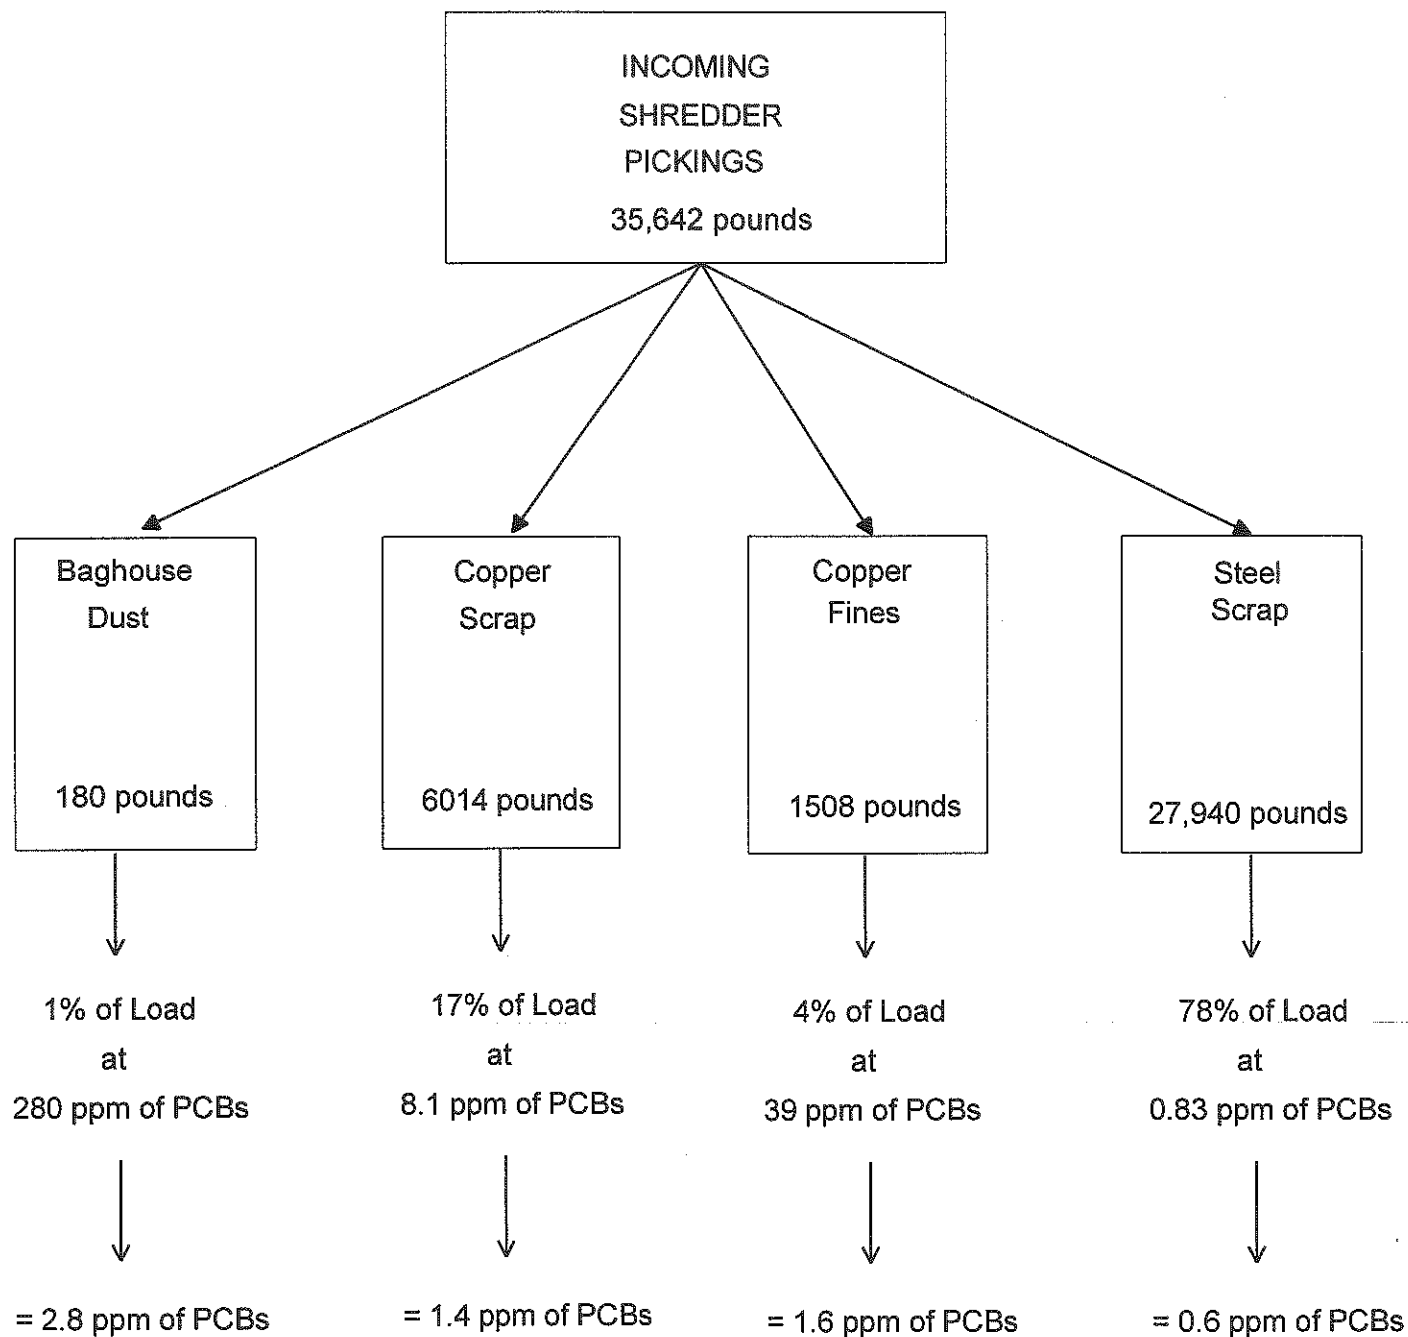 INCOMING
SHREDDER
PICKINGS
35,642 pounds
Baghouse
Dust
180 pounds
Copper
Scrap
6014 pounds
Copper
Fines
1508 pounds
Steel
Scrap
27,940 pounds
1% of Load
at
280 ppm of PCBs
17% of Load
at
8.1 ppm of PCBs
4% of Load
at
39 ppm of PCBs
78% of Load
at
0.83 ppm of PCBs
= 2.8 ppm of PCBs
= 1.4 ppm of PCBs
= 1.6 ppm of PCBs
= 0.6 ppm of PCBs